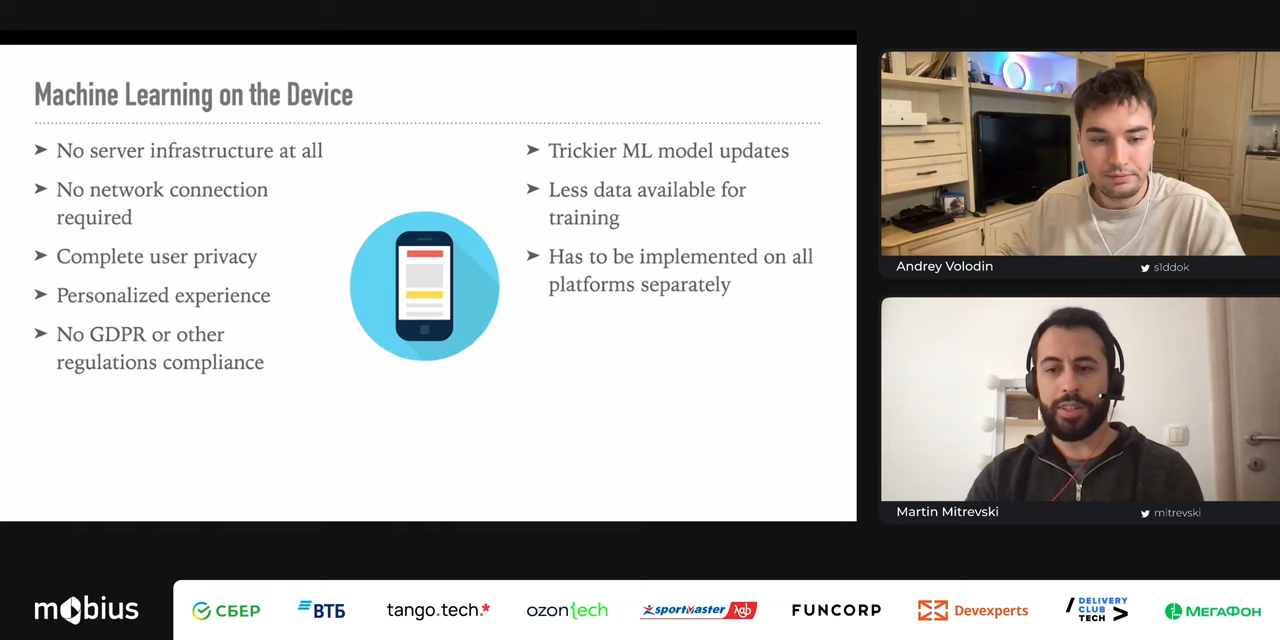 Machine Learning on the Device
➤ No server infrastructure at all
➤ No network connection
required
➤ Complete user privacy
➤ Personalized experience
➤ No GDPR or other
regulations compliance
➤ Trickier ML model updates
➤ Less data available for
training
➤ Has to be implemented on all
platforms separately
Andrey Volodin
s1ddok
Martin Mitrevski
mitrevski
mobius
СБЕР
ВТБ
tango.tech.*
ozon{tech
sportmaster lab
FUNCORP
Devexperts
/ DELIVERY
CLUB
TECH >
МЕГАФОН